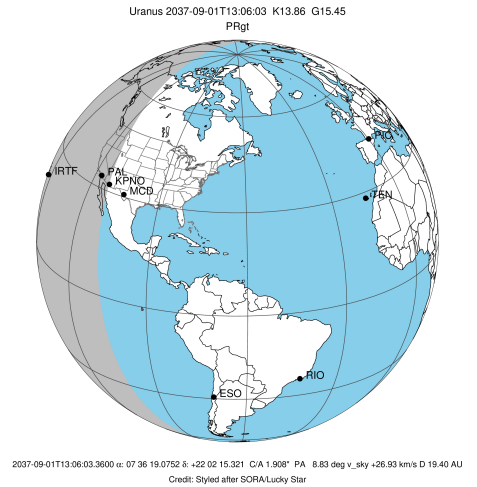 Uranus 2037-09-01T13:06:03 K13.86 G15.45
PRgt
PIC
IRTF
PAL
KPNO
MCD
TEN
RIO
ESO
2037-09-01T13:06:03.3600 α: 07 36 19.0752 δ: +22 02 15.321 C/A 1.908" PA 8.83 deg v_sky +26.93 km/s D 19.40 AU
Credit: Styled after SORA/Lucky Star